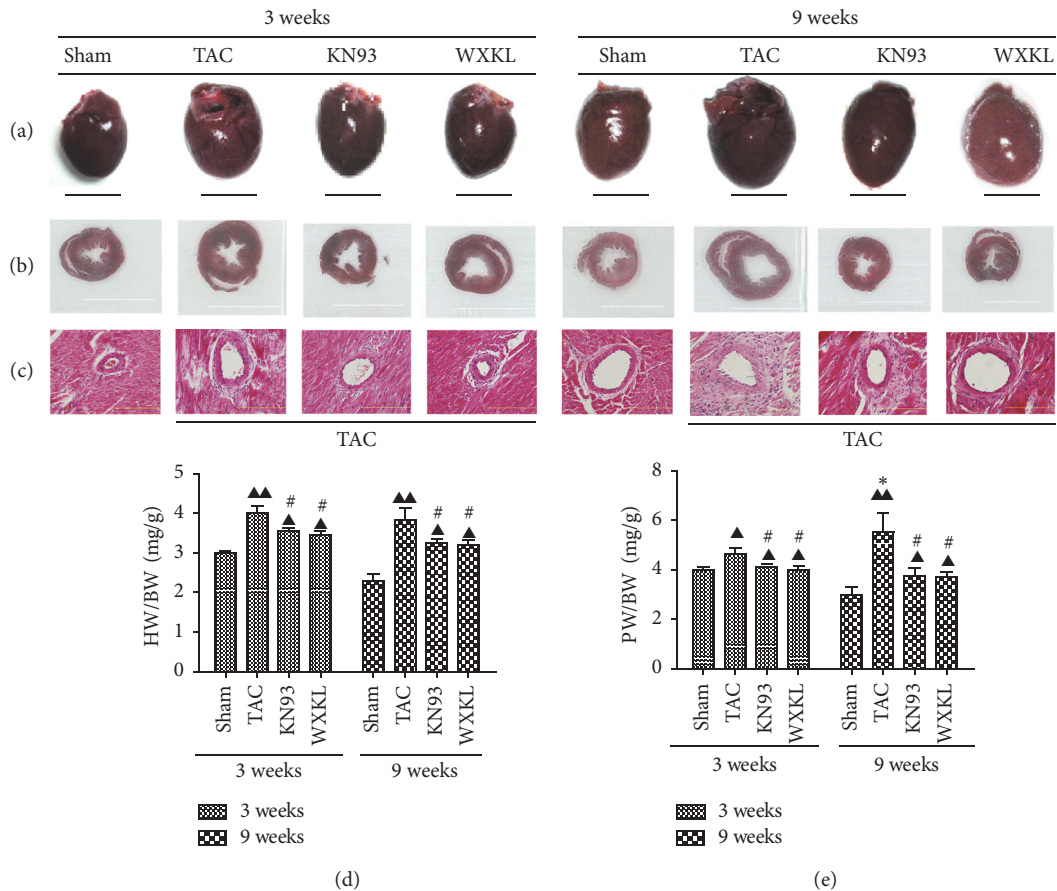 3 weeks 9 weeks
Sham TAC KN93 WXKL Sham TAC KN93 WXKL
(a)
(b)
(c)
TAC TAC
HW/BW (mg/g)
5
4
3
2
1
0
▲▲ # ▲ # ▲ ▲▲ # ▲ # ▲
Sham TAC KN93 WXKL Sham TAC KN93 WXKL
3 weeks 9 weeks
3 weeks
9 weeks
(d)
PW/BW (mg/g)
8
6
4
2
0
▲ # ▲ # ▲ * ▲▲ # ▲ # ▲
Sham TAC KN93 WXKL Sham TAC KN93 WXKL
3 weeks 9 weeks
3 weeks
9 weeks
(e)